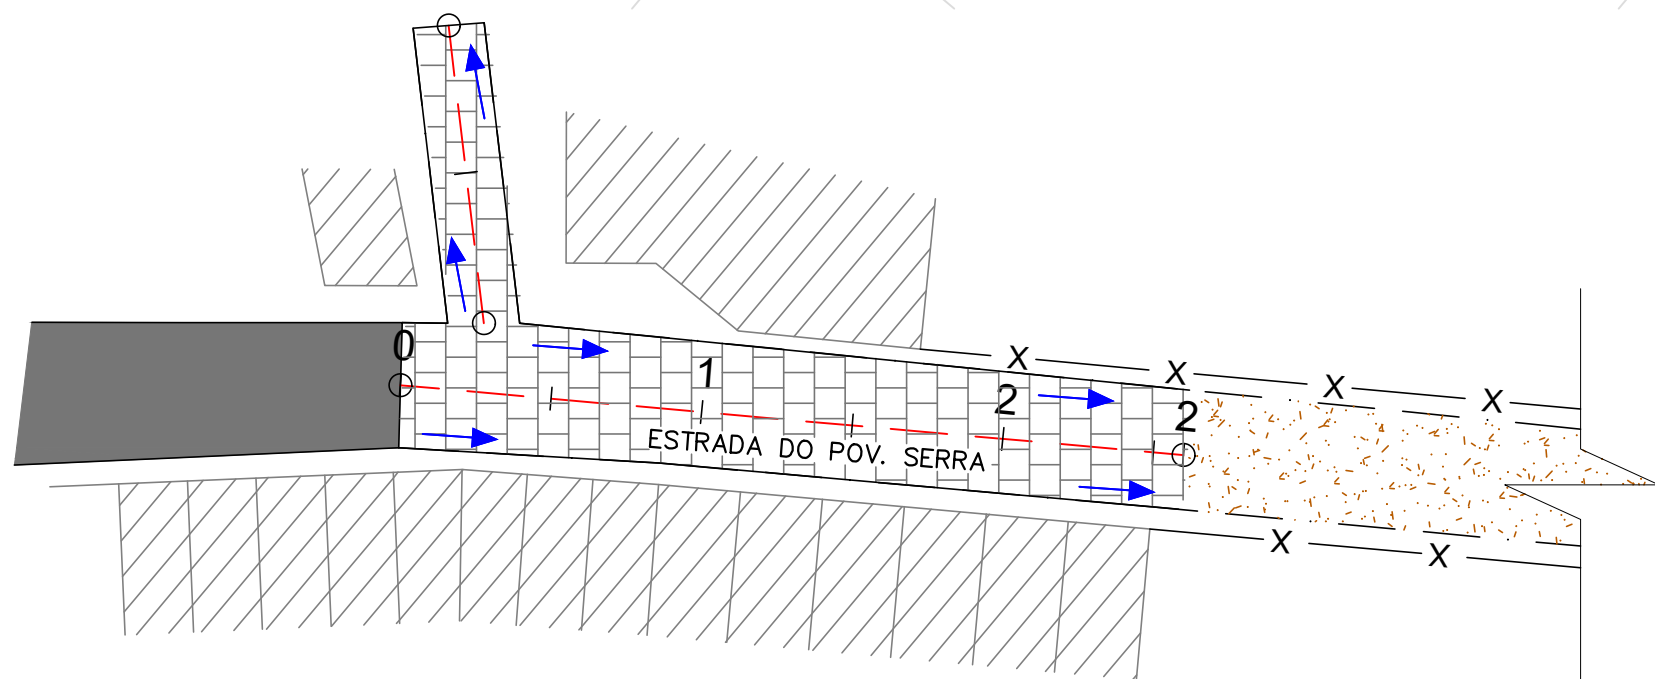 0
1
2
2
ESTRADA DO POV. SERRA
X X X X
X X